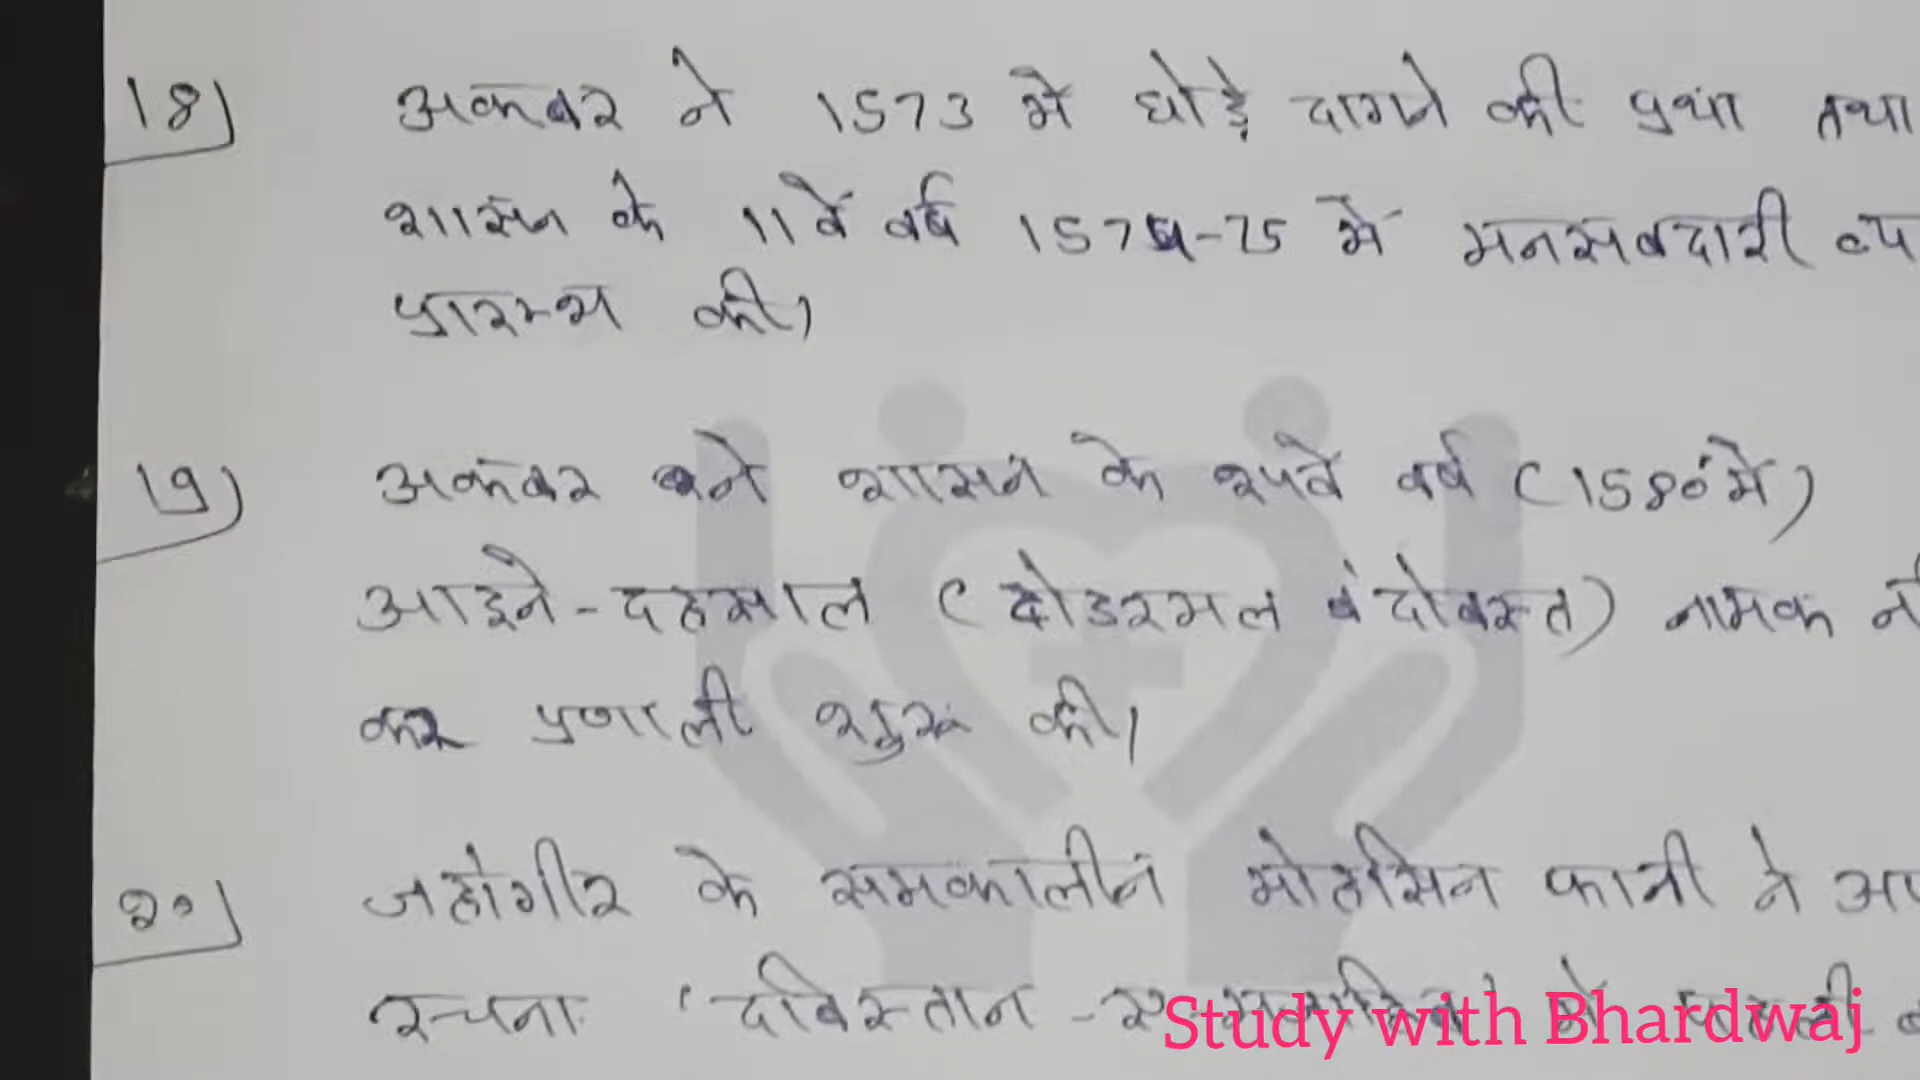 18) अकबर ने 1573 में घोड़े दागने की प्रथा तथा
शासन के 11वें वर्ष 1574-75 में मनसबदारी
प्रारम्भ की।
19) अकबर ने शासन के 24वें वर्ष (1580 में)
आइने-दहसाल (टोडरमल बंदोबस्त) नामक
कर प्रणाली शुरू की।
20) जहाँगीर के समकालीन मोहसिन फानी ने
रचना 'दबिस्तान
Study with Bhardwaj